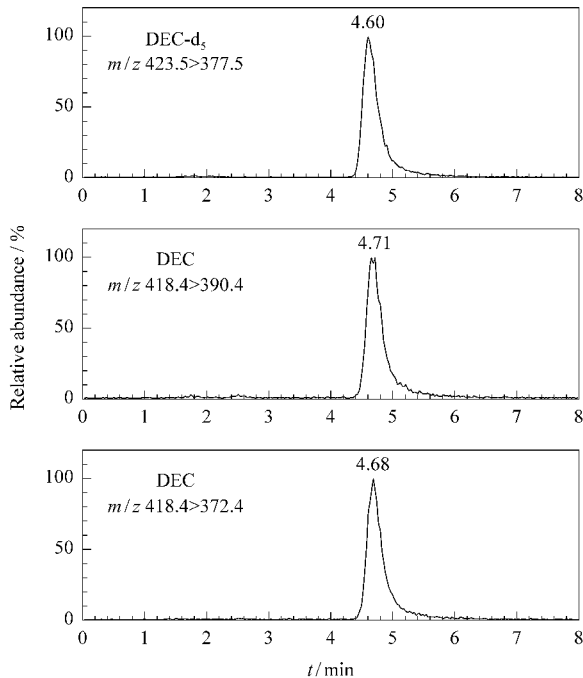 4.60
DEC-d₅
m/z 423.5>377.5
100
50
0
0 1 2 3 4 5 6 7 8
4.71
DEC
m/z 418.4>390.4
100
50
0
0 1 2 3 4 5 6 7 8
Relative abundance / %
4.68
DEC
m/z 418.4>372.4
100
50
0
0 1 2 3 4 5 6 7 8
t/min